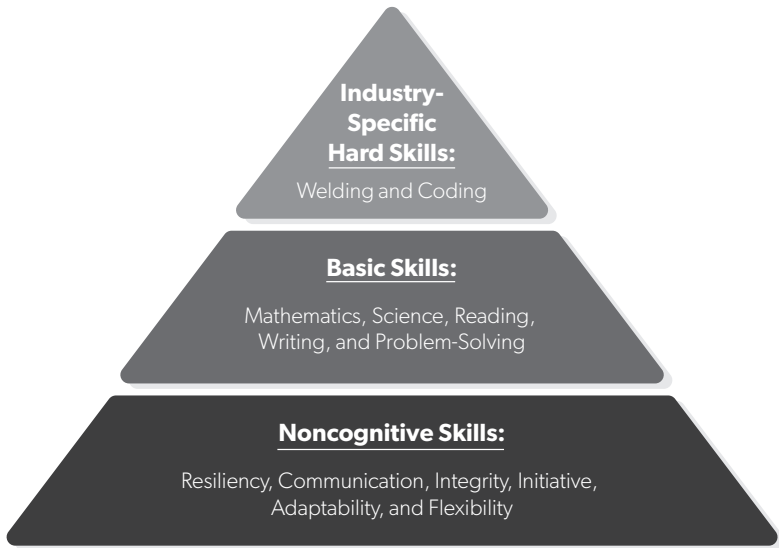 Industry-
Specific
Hard Skills:
Welding and Coding
Basic Skills:
Mathematics, Science, Reading,
Writing, and Problem-Solving
Noncognitive Skills:
Resiliency, Communication, Integrity, Initiative,
Adaptability, and Flexibility